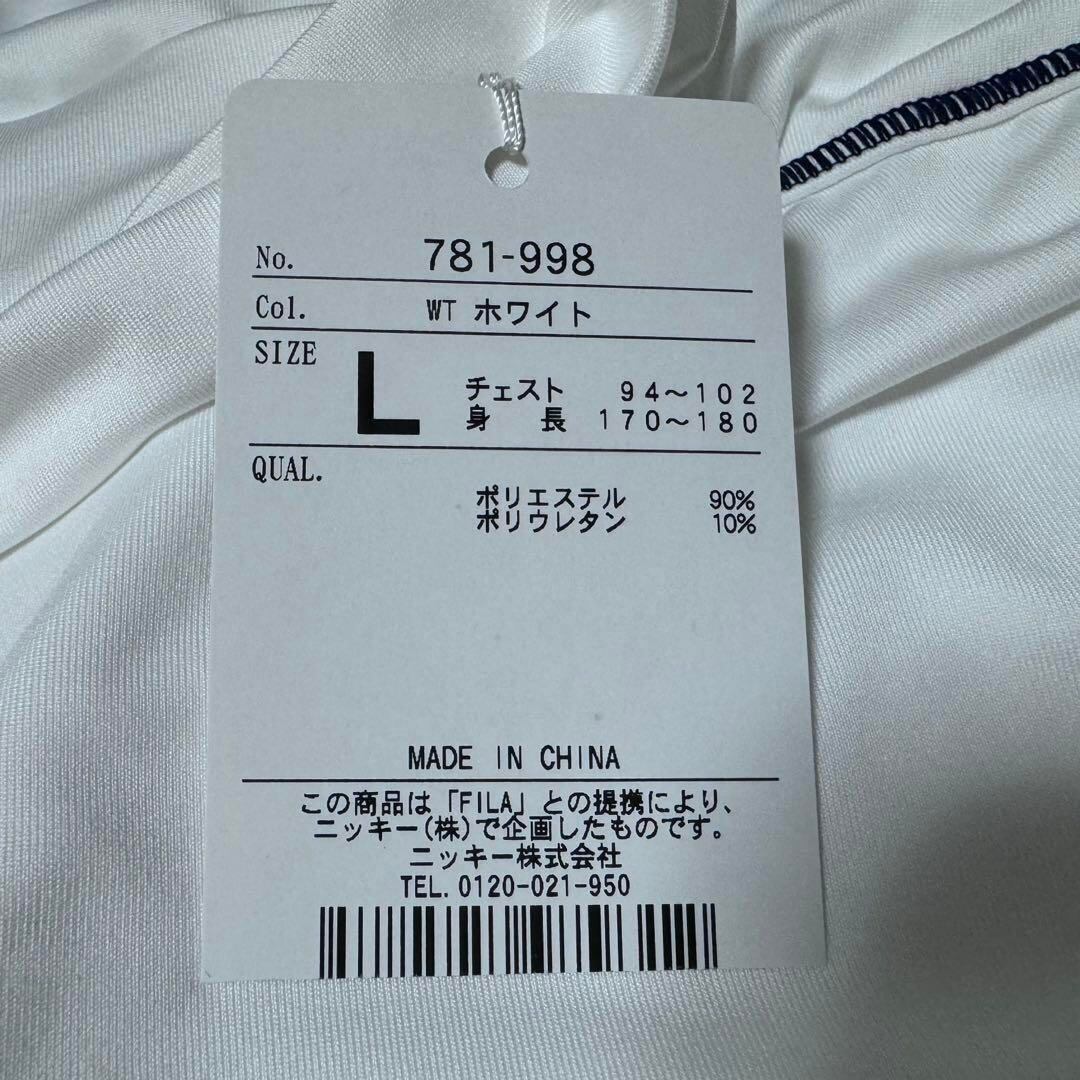 No. 781-998
Col. WT ホワイト
SIZE L チェスト 94～102
身長 170～180
QUAL.
ポリエステル 90%
ポリウレタン 10%
MADE IN CHINA
この商品は「FILA」との提携により、
ニッキー(株)で企画したものです。
ニッキー株式会社
TEL.0120-021-950